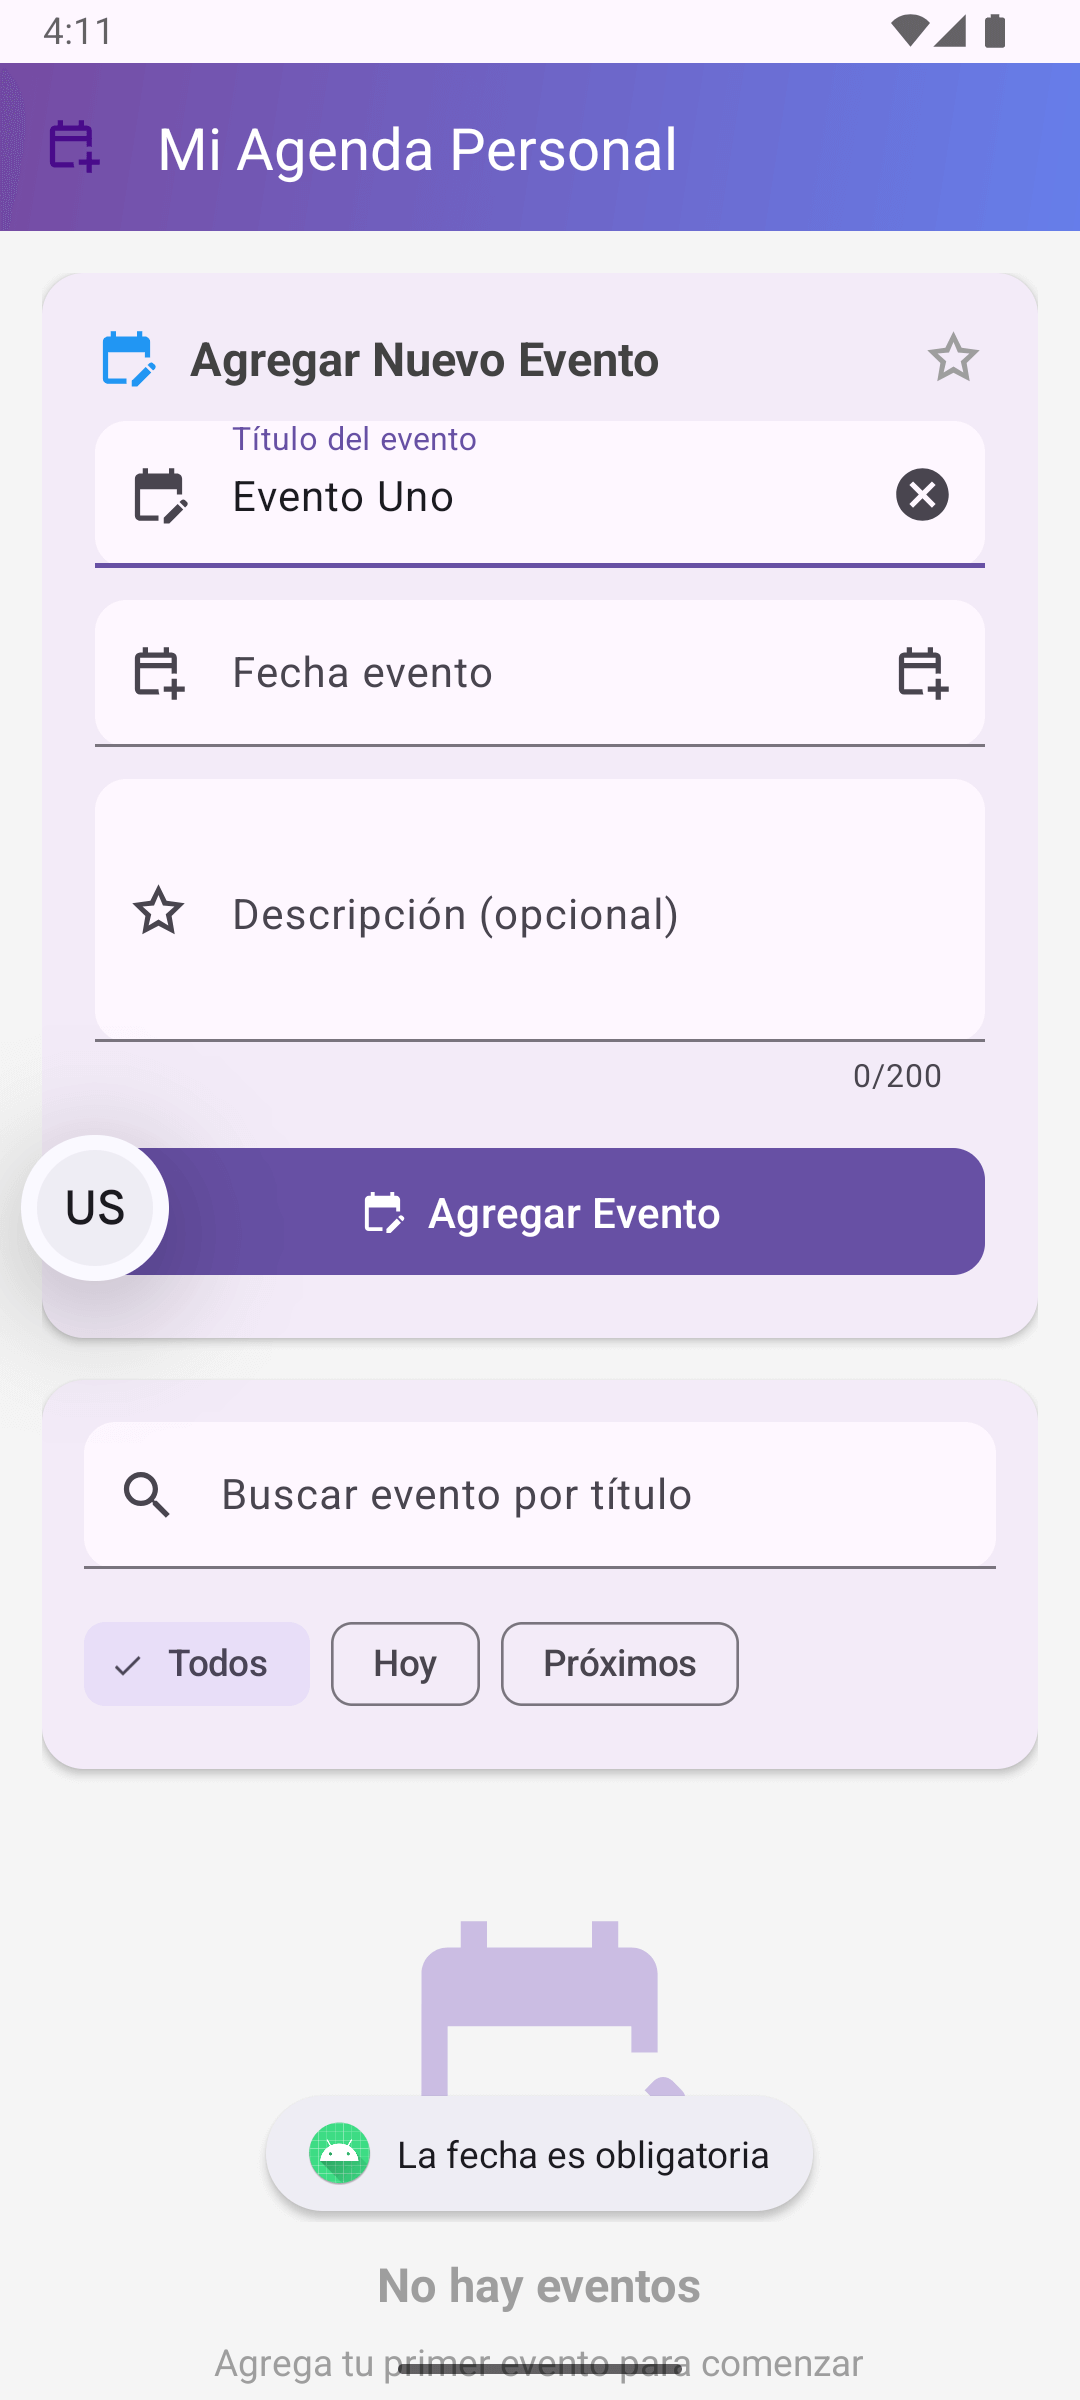 4:11
Mi Agenda Personal
Agregar Nuevo Evento
Título del evento
Evento Uno
Fecha evento
Descripción (opcional)
0/200
US
Agregar Evento
Buscar evento por título
Todos
Hoy
Próximos
La fecha es obligatoria
No hay eventos
Agrega tu primer evento para comenzar